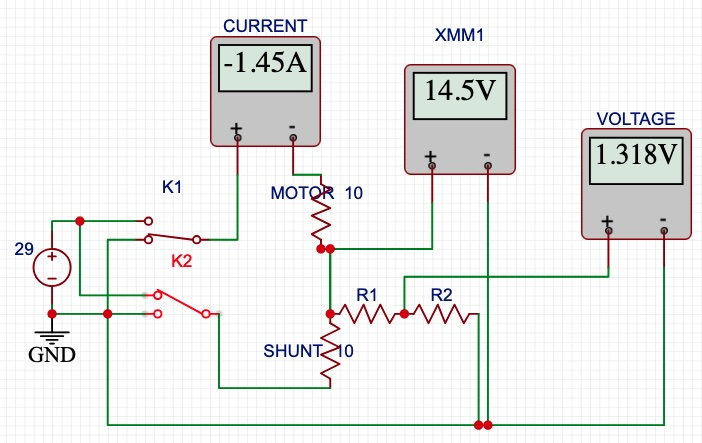 CURRENT
-1.45A
+ -
XMM1
14.5V
+ -
VOLTAGE
1.318V
+ -
K1
MOTOR 10
29
+
-
K2
R1 R2
SHUNT 10
GND